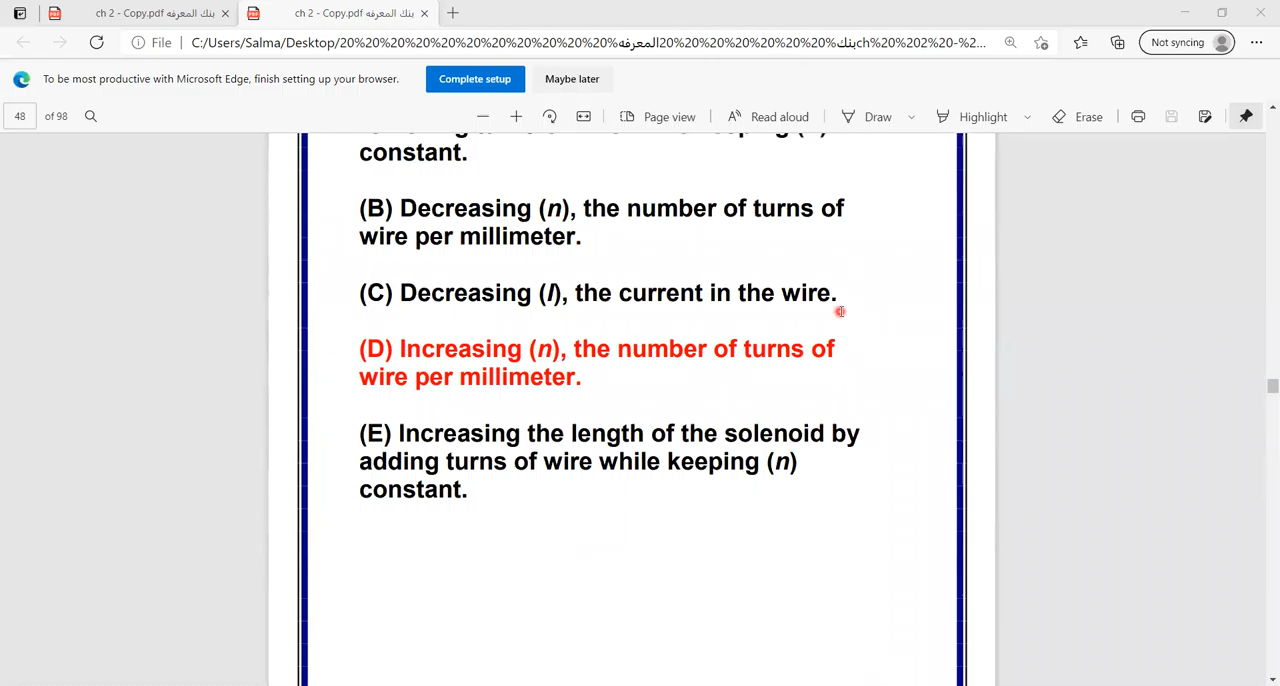 ch 2 - Copy.pdf بنك المعرفه
ch 2 - Copy.pdf بنك المعرفه
File
Not syncing
To be most productive with Microsoft Edge, finish setting up your browser.
Complete setup
Maybe later
48 of 98
Page view
Read aloud
Draw
Highlight
Erase
constant.
(B) Decreasing (n), the number of turns of
wire per millimeter.
(C) Decreasing (I), the current in the wire.
(D) Increasing (n), the number of turns of
wire per millimeter.
(E) Increasing the length of the solenoid by
adding turns of wire while keeping (n)
constant.